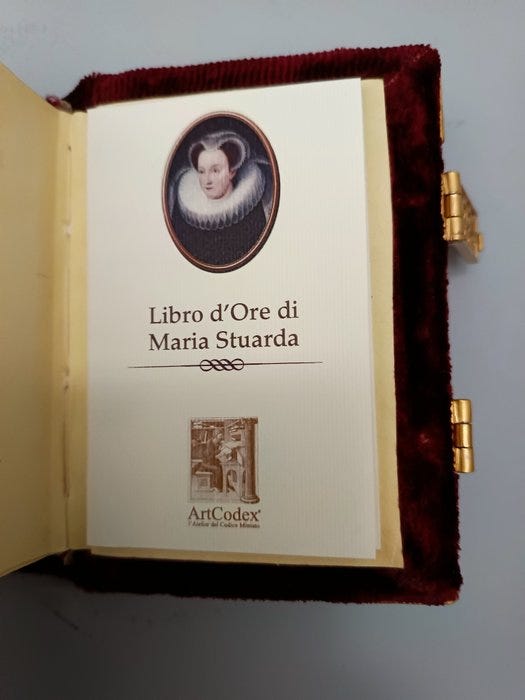 Libro d'Ore di
Maria Stuarda
ArtCodex®
l'Atelier del Codice Miniato